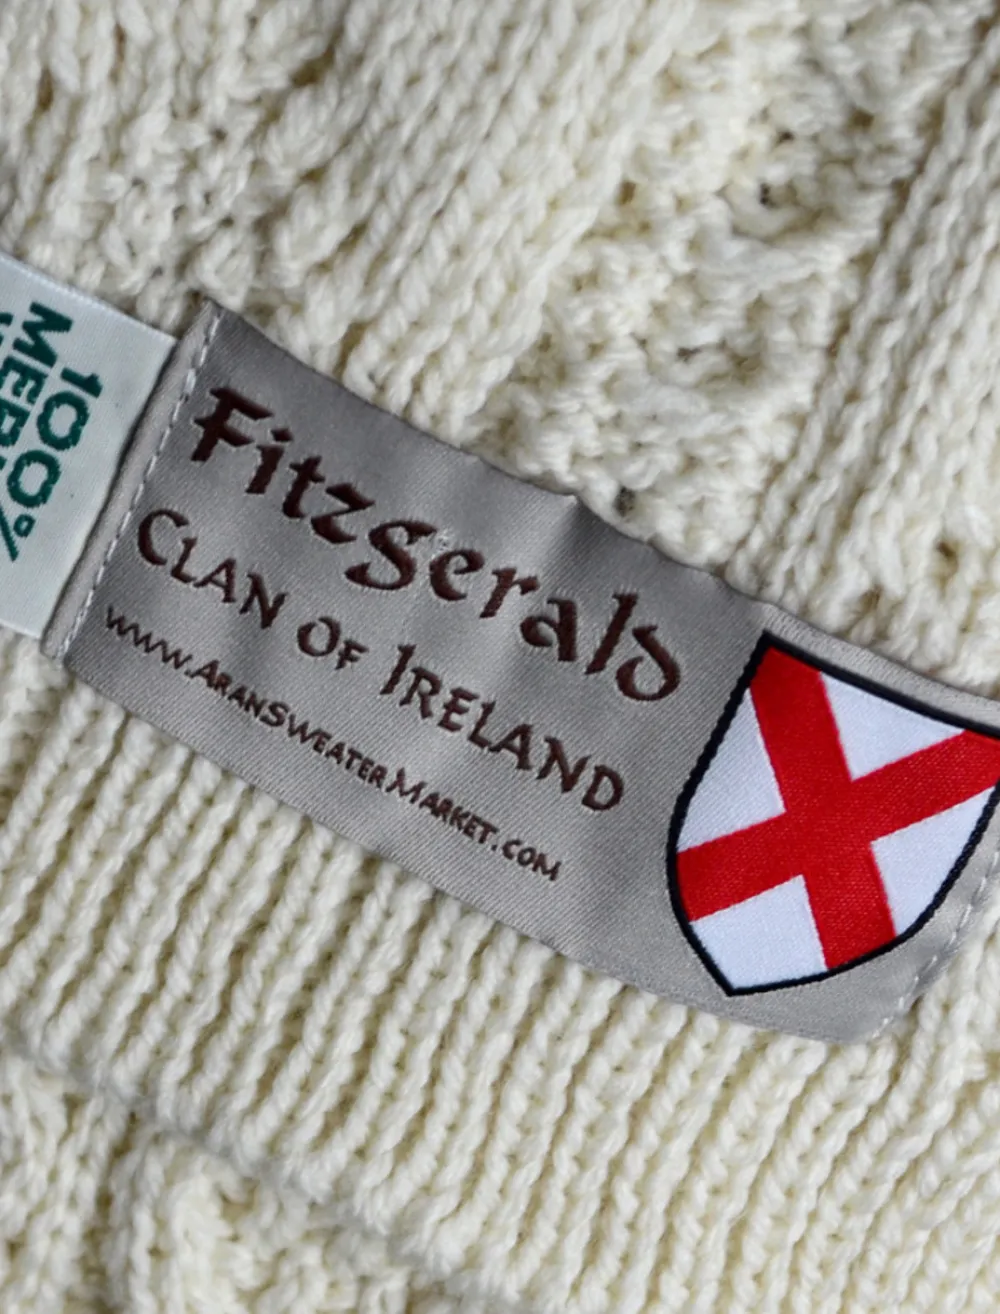 100%
Fitzgerald
Clan of Ireland
www.AranSweaterMarket.com